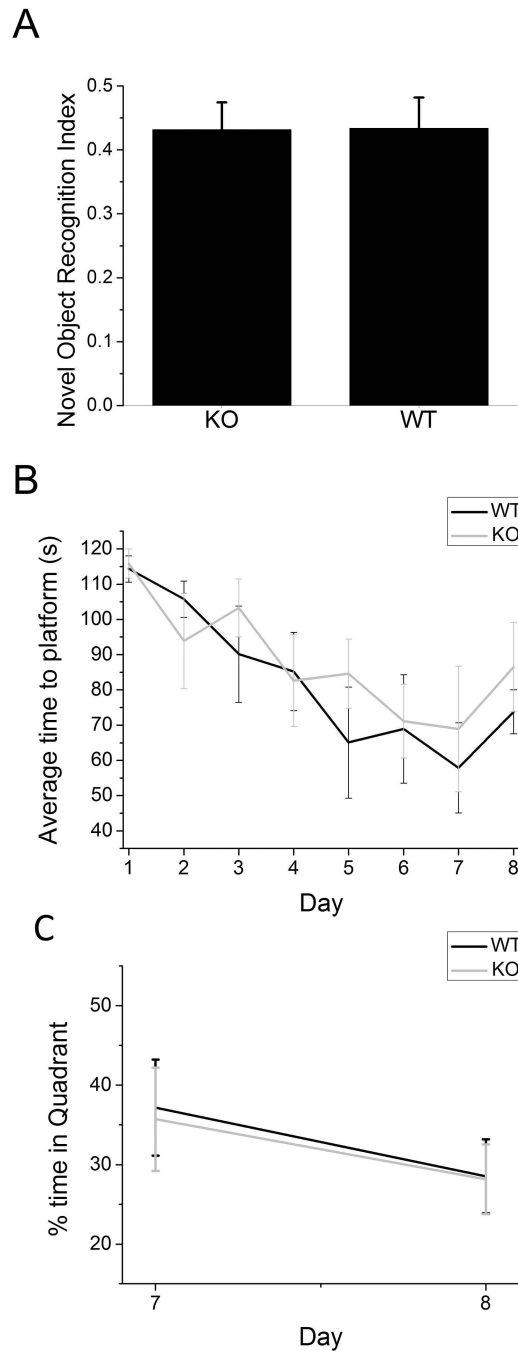 A
Novel Object Recognition Index
0.5
0.4
0.3
0.2
0.1
0.0
KO WT
B
WT
KO
Average time to platform (s)
120
110
100
90
80
70
60
50
40
1 2 3 4 5 6 7 8
Day
C
WT
KO
% time in Quadrant
50
40
30
20
7 8
Day